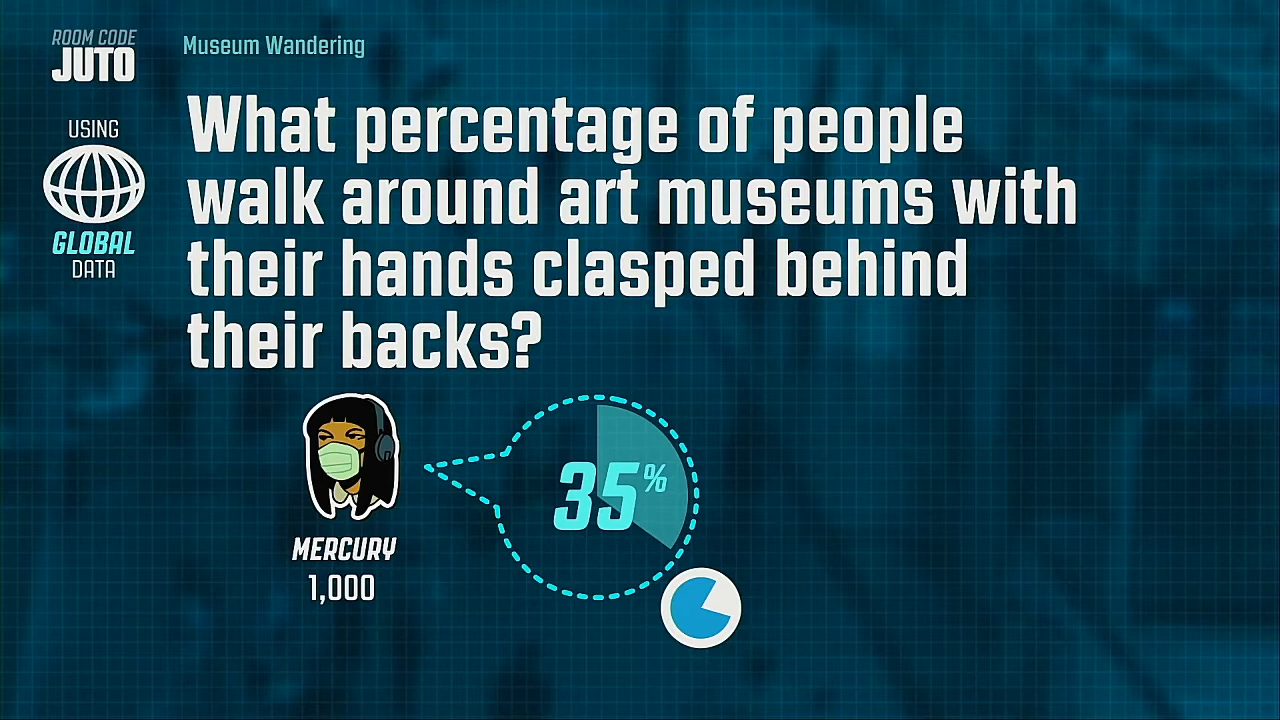 ROOM CODE
JUTO
Museum Wandering
USING
GLOBAL
DATA
What percentage of people
walk around art museums with
their hands clasped behind
their backs?
35%
MERCURY
1,000